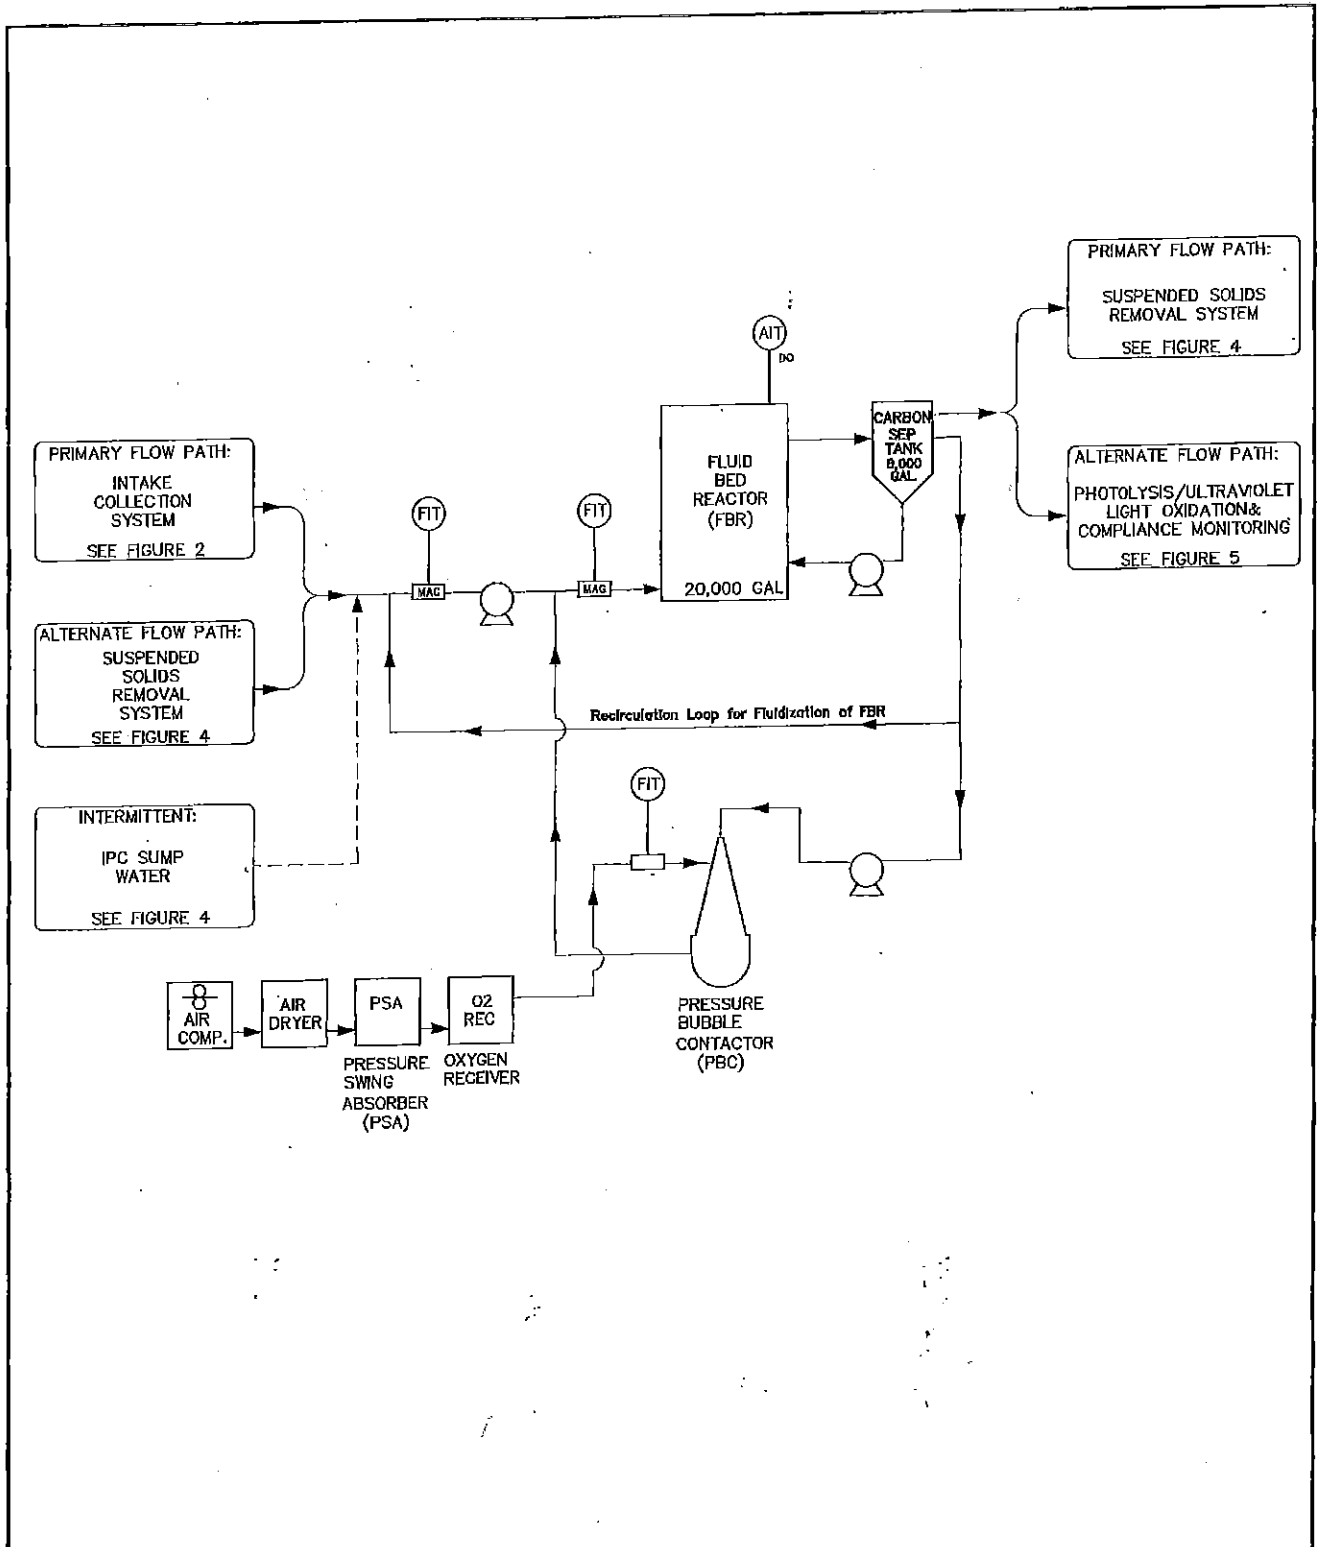 PRIMARY FLOW PATH:
SUSPENDED SOLIDS
REMOVAL SYSTEM
SEE FIGURE 4
AIT
DO
CARBON
SEP
TANK
GAL
FLUID
BED
REACTOR
(FBR)
20,000 GAL
ALTERNATE FLOW PATH:
PHOTOLYSIS/ULTRAVIOLET
LIGHT OXIDATION&
COMPLIANCE MONITORING
SEE FIGURE 5
PRIMARY FLOW PATH:
INTAKE
COLLECTION
SYSTEM
SEE FIGURE 2
FIT
MAG
FIT
MAG
ALTERNATE FLOW PATH:
SUSPENDED
SOLIDS
REMOVAL
SYSTEM
SEE FIGURE 4
Recirculation Loop for Fluidization of FBR
FIT
INTERMITTENT:
IPC SUMP
WATER
SEE FIGURE 4
AIR
COMP.
AIR
DRYER
PSA
O2
REC
PRESSURE
SWING
ABSORBER
(PSA)
OXYGEN
RECEIVER
PRESSURE
BUBBLE
CONTACTOR
(PBC)